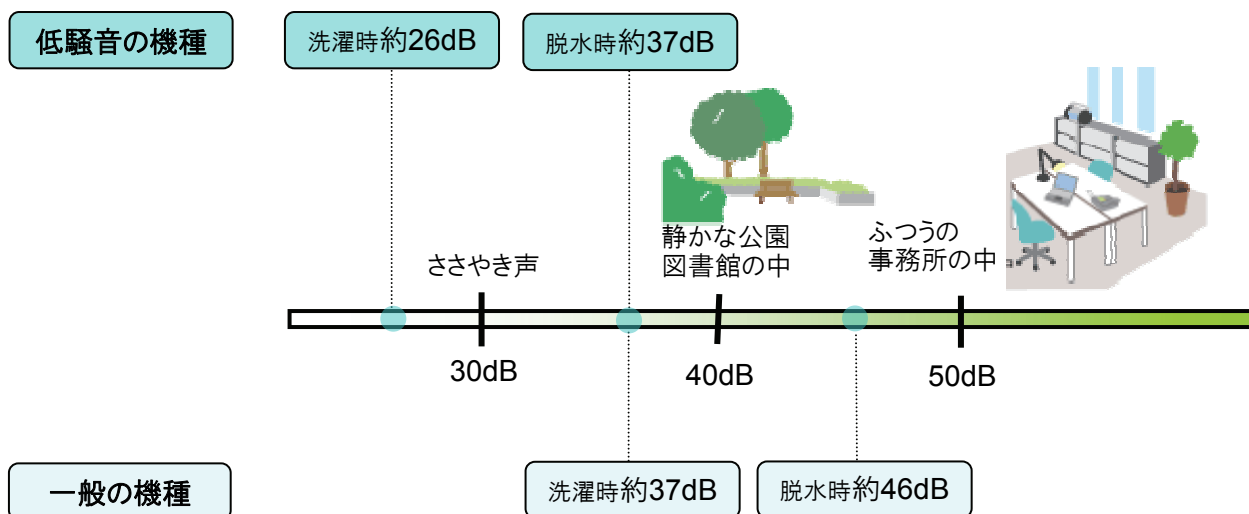 低騒音の機種
洗濯時約26dB
脱水時約37dB
ささやき声
静かな公園
図書館の中
ふつうの
事務所の中
30dB
40dB
50dB
一般の機種
洗濯時約37dB
脱水時約46dB